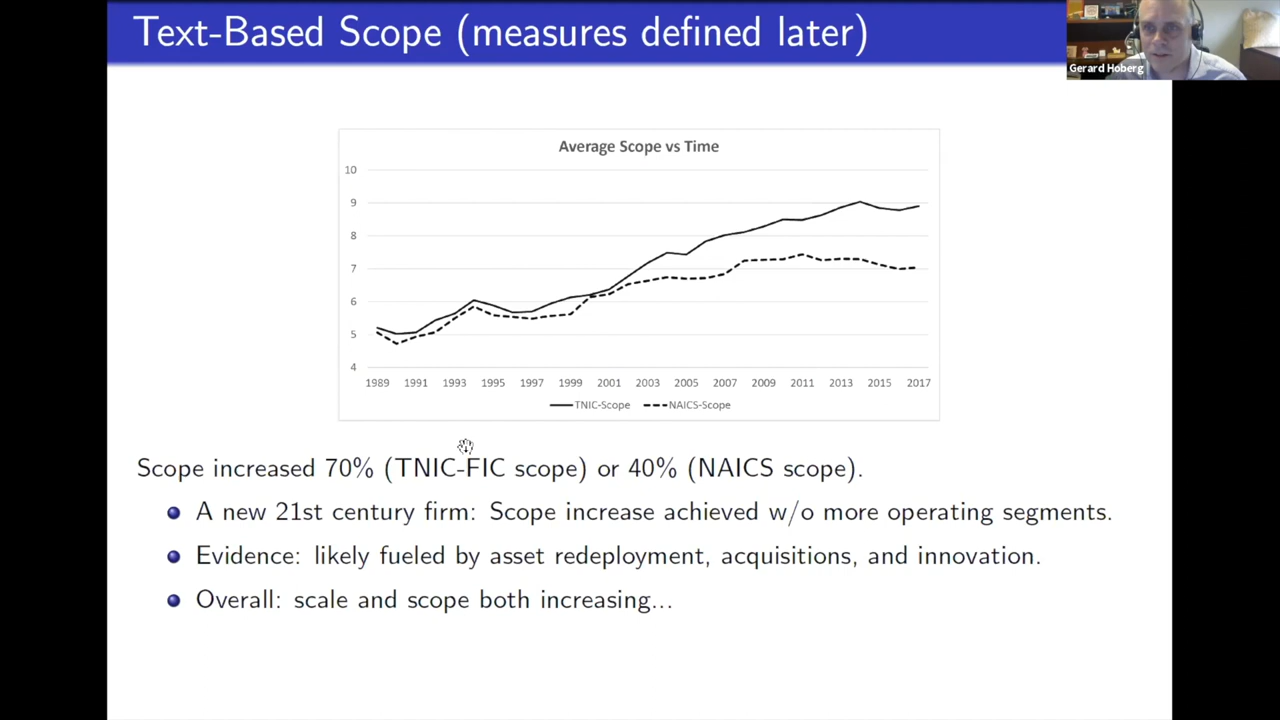 Text-Based Scope (measures defined later)
Gerard Hoberg
Average Scope vs Time
10
9
8
7
6
5
4
1989 1991 1993 1995 1997 1999 2001 2003 2005 2007 2009 2011 2013 2015 2017
TNIC-Scope NAICS-Scope
Scope increased 70% (TNIC-FIC scope) or 40% (NAICS scope).
A new 21st century firm: Scope increase achieved w/o more operating segments.
Evidence: likely fueled by asset redeployment, acquisitions, and innovation.
Overall: scale and scope both increasing...